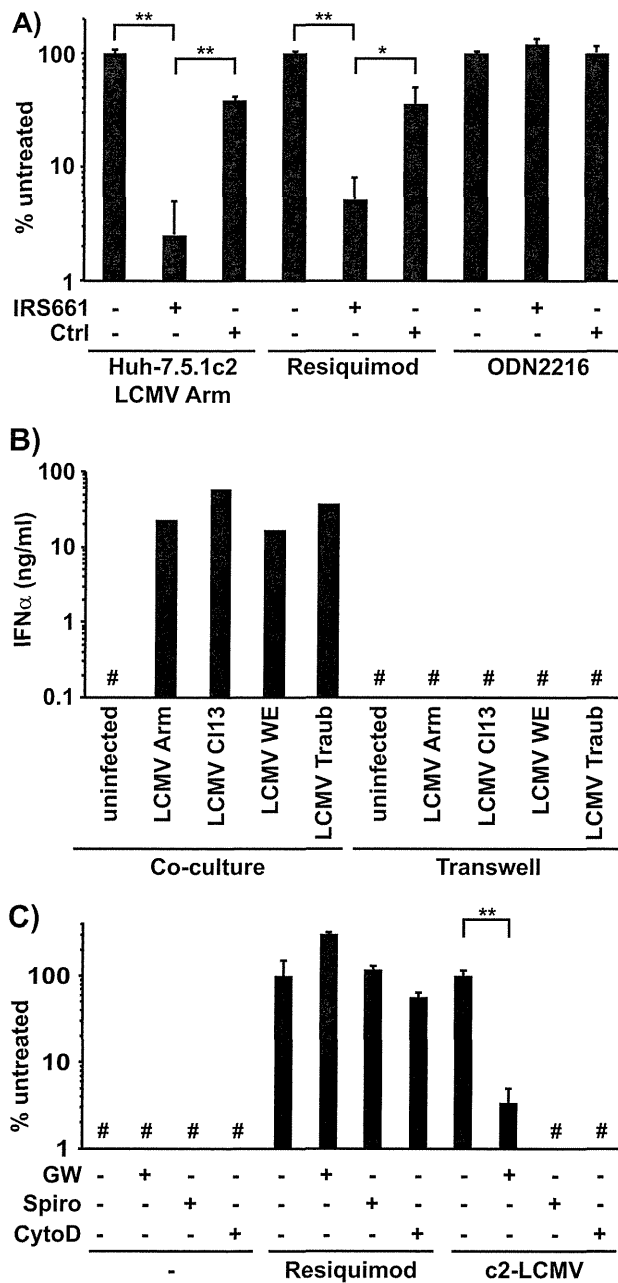 A)
** ** ** *
% untreated
100
10
1
IRS661 - + - - + - - + -
Ctrl - - + - - + - - +
Huh-7.5.1c2 LCMV Arm Resiquimod ODN2216
B)
IFNα (ng/ml)
100
10
1
0.1
# # # # # #
uninfected LCMV Arm LCMV Cl13 LCMV WE LCMV Traub uninfected LCMV Arm LCMV Cl13 LCMV WE LCMV Traub
Co-culture Transwell
C)
**
% untreated
100
10
1
# # # # # #
GW - + - - - + - - - + - -
Spiro - - + - - - + - - - + -
CytoD - - - + - - - + - - - +
- Resiquimod c2-LCMV